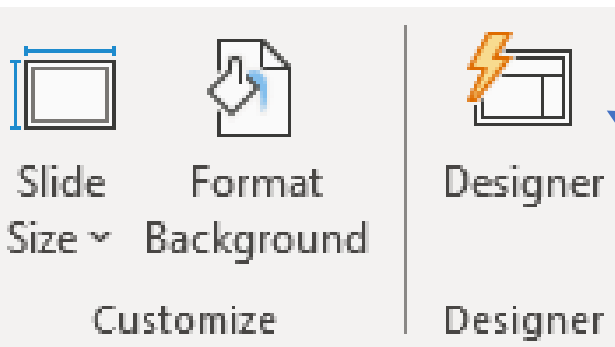 Slide
Size
Format
Background
Designer
Customize
Designer